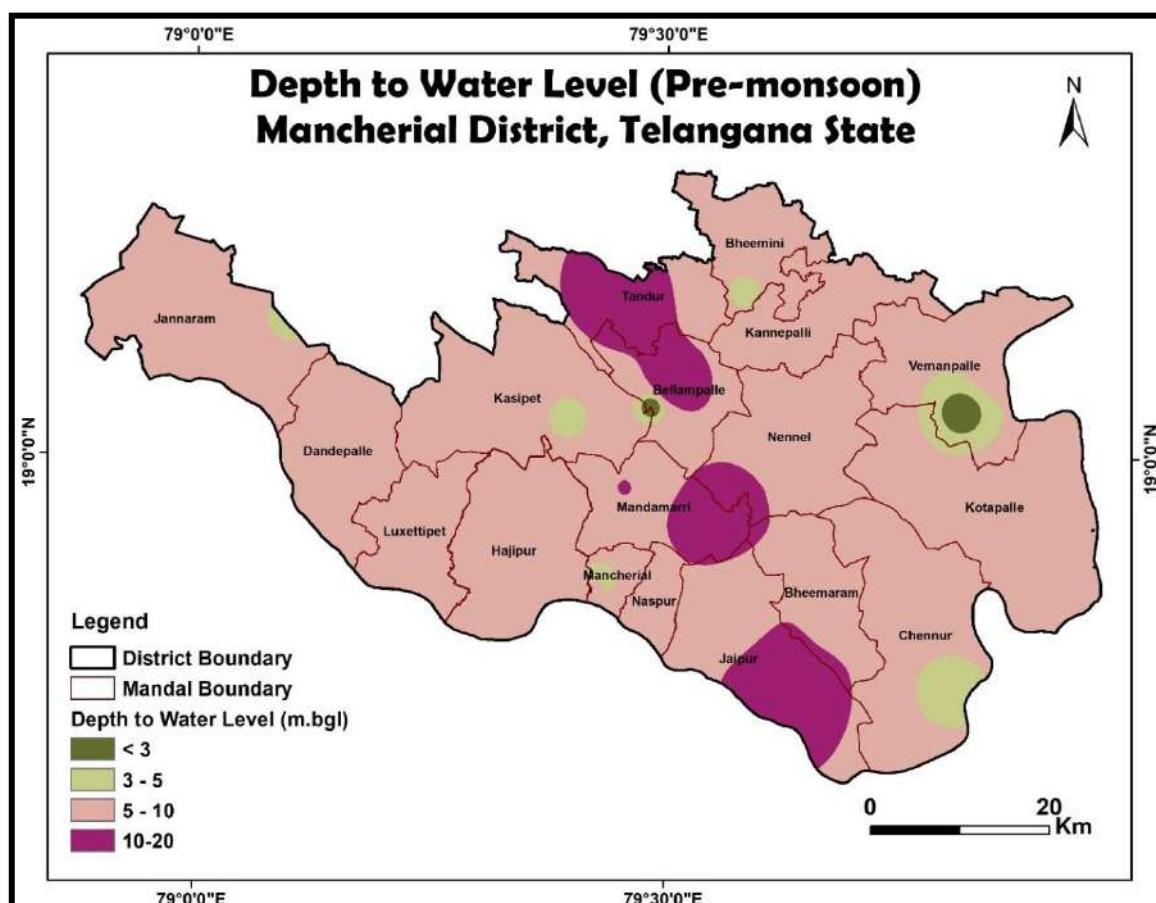 79°0'0"E
79°30'0"E
Depth to Water Level (Pre-monsoon)
Mancherial District, Telangana State
N
Bheemini
Tandur
Jannaram
Kannepalli
Vemanpalle
Bellampalle
Kasipet
Nennel
Dandepalle
19°0'0"N
19°0'0"N
Mandamarri
Kotapalle
Luxettipet
Hajipur
Mancherial
Naspur
Bheemaram
Chennur
Jaipur
Legend
District Boundary
Mandal Boundary
Depth to Water Level (m.bgl)
< 3
3 - 5
5 - 10
10-20
0
20
Km
79°0'0"E
79°30'0"E